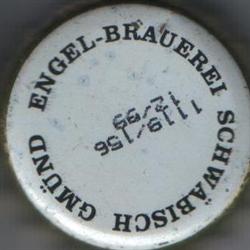 ENGEL-BRAUEREI SCHWÄBISCH GMÜND
12/99
1119/156